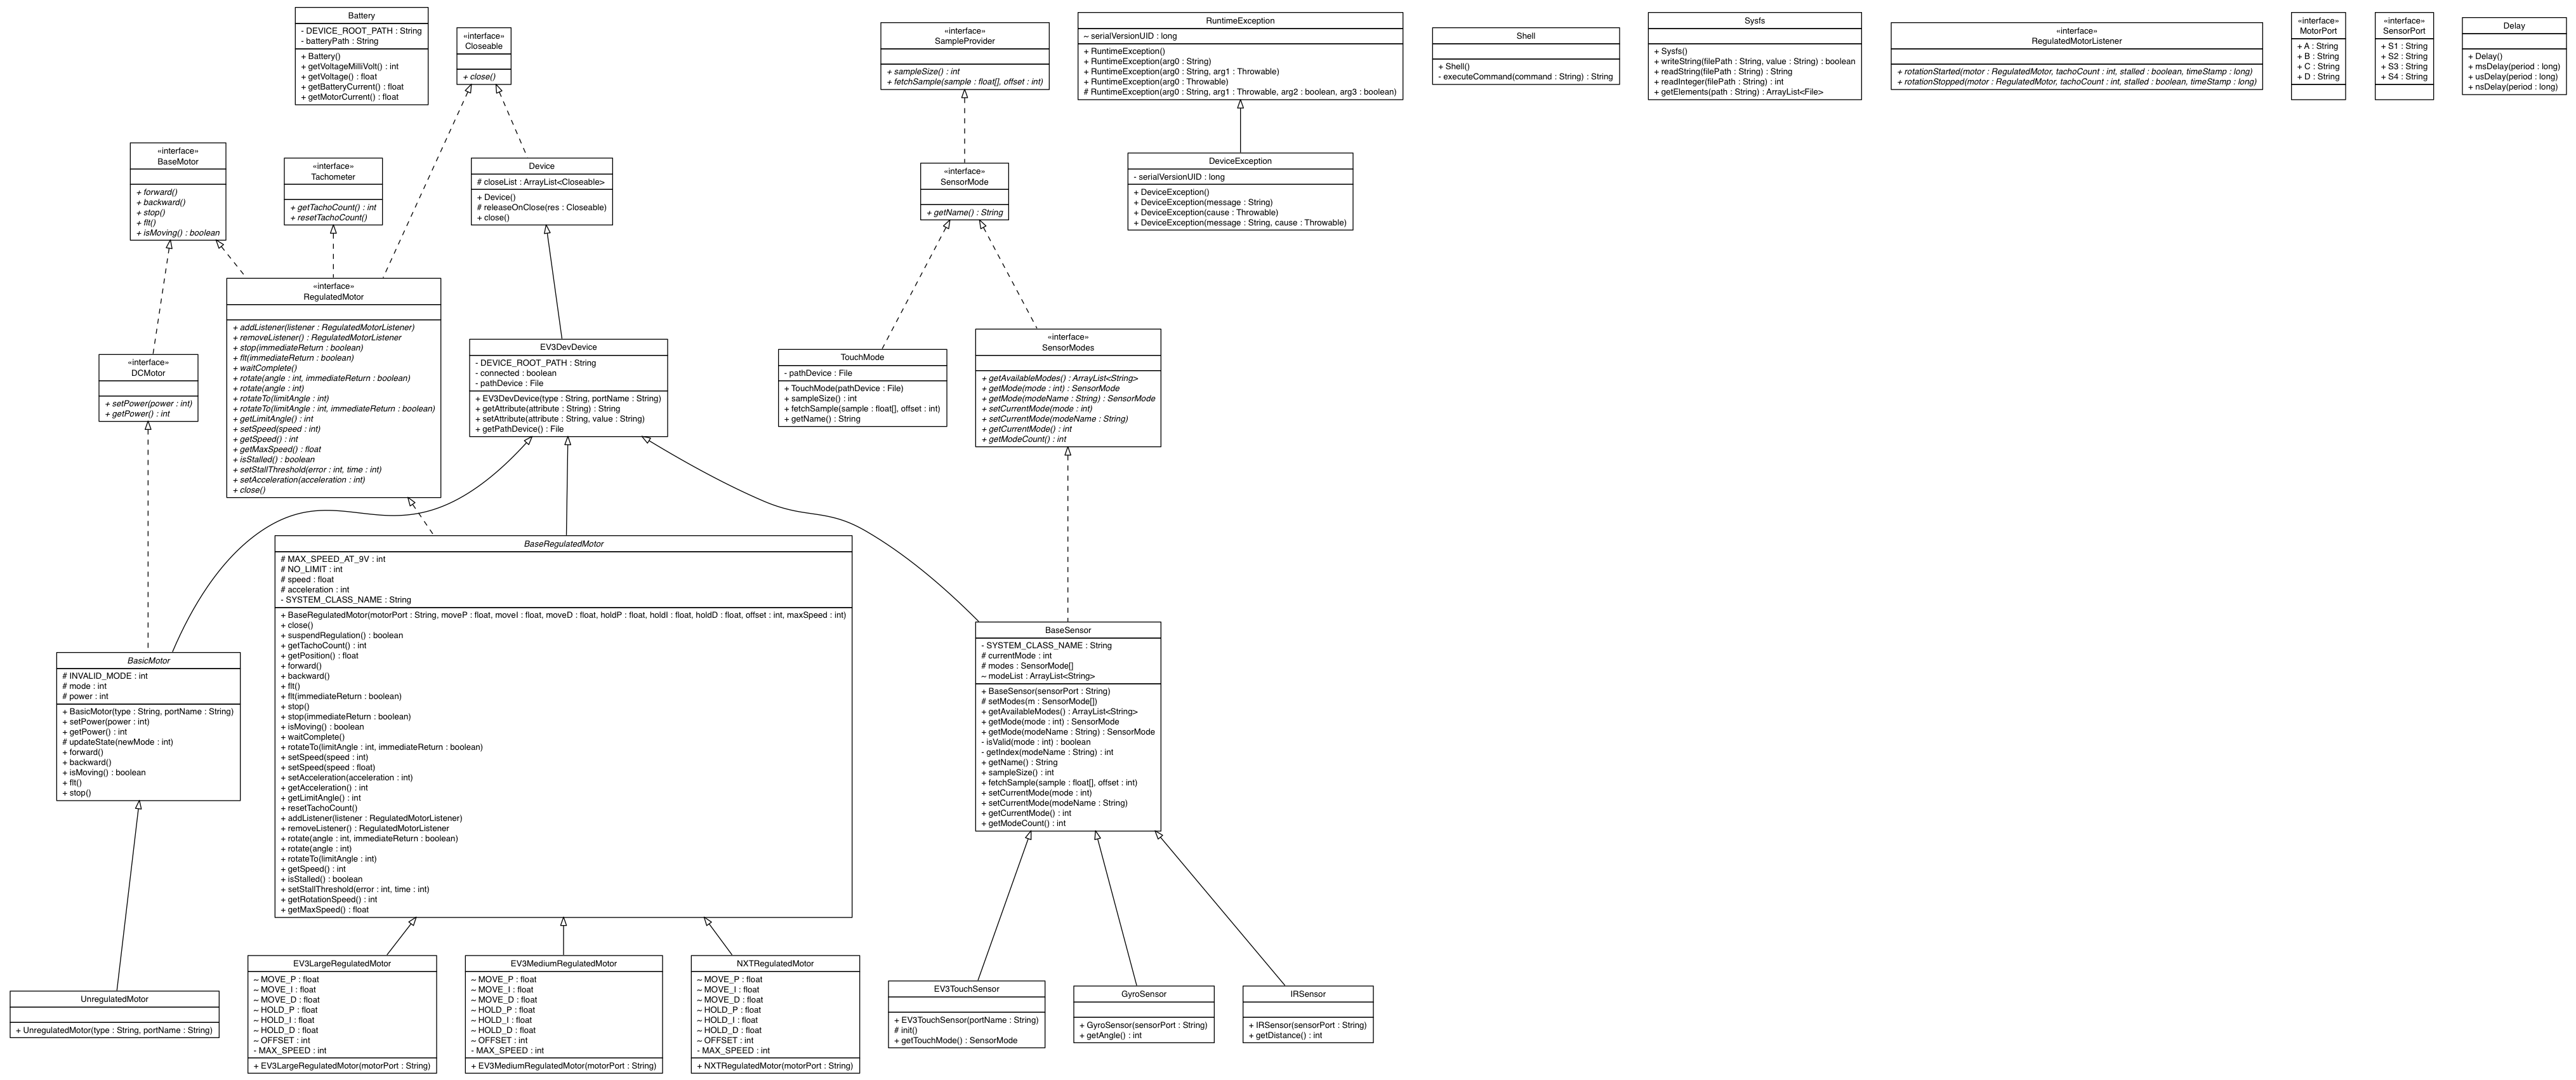 Battery
- DEVICE_ROOT_PATH : String
- batteryPath : String
+ Battery()
+ getVoltageMilliVolt() : int
+ getVoltage() : float
+ getBatteryCurrent() : float
+ getMotorCurrent() : float
«interface»
Closeable
+ close()
«interface»
SampleProvider
+ sampleSize() : int
+ fetchSample(sample : float[], offset : int)
RuntimeException
~ serialVersionUID : long
+ RuntimeException()
+ RuntimeException(arg0 : String)
+ RuntimeException(arg0 : String, arg1 : Throwable)
+ RuntimeException(arg0 : Throwable)
# RuntimeException(arg0 : String, arg1 : Throwable, arg2 : boolean, arg3 : boolean)
Shell
+ Shell()
- executeCommand(command : String) : String
Sysfs
+ Sysfs()
+ writeString(filePath : String, value : String) : boolean
+ readString(filePath : String) : String
+ readInteger(filePath : String) : int
+ getElements(path : String) : ArrayList<File>
«interface»
RegulatedMotorListener
+ rotationStarted(motor : RegulatedMotor, tachoCount : int, stalled : boolean, timeStamp : long)
+ rotationStopped(motor : RegulatedMotor, tachoCount : int, stalled : boolean, timeStamp : long)
«interface»
MotorPort
+ A : String
+ B : String
+ C : String
+ D : String
«interface»
SensorPort
+ S1 : String
+ S2 : String
+ S3 : String
+ S4 : String
Delay
+ Delay()
+ msDelay(period : long)
+ usDelay(period : long)
+ nsDelay(period : long)
«interface»
BaseMotor
+ forward()
+ backward()
+ stop()
+ flt()
+ isMoving() : boolean
«interface»
Tachometer
+ getTachoCount() : int
+ resetTachoCount()
Device
# closeList : ArrayList<Closeable>
+ Device()
# releaseOnClose(res : Closeable)
+ close()
«interface»
SensorMode
+ getName() : String
DeviceException
- serialVersionUID : long
+ DeviceException()
+ DeviceException(message : String)
+ DeviceException(cause : Throwable)
+ DeviceException(message : String, cause : Throwable)
«interface»
RegulatedMotor
+ addListener(listener : RegulatedMotorListener)
+ removeListener() : RegulatedMotorListener
+ stop(immediateReturn : boolean)
+ flt(immediateReturn : boolean)
+ waitComplete()
+ rotate(angle : int, immediateReturn : boolean)
+ rotate(angle : int)
+ rotateTo(limitAngle : int)
+ rotateTo(limitAngle : int, immediateReturn : boolean)
+ getLimitAngle() : int
+ setSpeed(speed : int)
+ getSpeed() : int
+ getMaxSpeed() : float
+ isStalled() : boolean
+ setStallThreshold(error : int, time : int)
+ setAcceleration(acceleration : int)
+ close()
«interface»
DCMotor
+ setPower(power : int)
+ getPower() : int
EV3DevDevice
- DEVICE_ROOT_PATH : String
- connected : boolean
- pathDevice : File
+ EV3DevDevice(type : String, portName : String)
+ getAttribute(attribute : String) : String
+ setAttribute(attribute : String, value : String)
+ getPathDevice() : File
TouchMode
- pathDevice : File
+ TouchMode(pathDevice : File)
+ sampleSize() : int
+ fetchSample(sample : float[], offset : int)
+ getName() : String
«interface»
SensorModes
+ getAvailableModes() : ArrayList<String>
+ getMode(mode : int) : SensorMode
+ getMode(modeName : String) : SensorMode
+ setCurrentMode(mode : int)
+ setCurrentMode(modeName : String)
+ getCurrentMode() : int
+ getModeCount() : int
BasicMotor
# INVALID_MODE : int
# mode : int
# power : int
+ BasicMotor(type : String, portName : String)
+ setPower(power : int)
+ getPower() : int
# updateState(newMode : int)
+ forward()
+ backward()
+ isMoving() : boolean
+ flt()
+ stop()
BaseRegulatedMotor
# MAX_SPEED_AT_9V : int
# NO_LIMIT : int
# speed : float
# acceleration : int
- SYSTEM_CLASS_NAME : String
+ BaseRegulatedMotor(motorPort : String, moveP : float, moveI : float, moveD : float, holdP : float, holdI : float, holdD : float, offset : int, maxSpeed : int)
+ close()
+ suspendRegulation() : boolean
+ getTachoCount() : int
+ getPosition() : float
+ forward()
+ backward()
+ flt()
+ flt(immediateReturn : boolean)
+ stop()
+ stop(immediateReturn : boolean)
+ isMoving() : boolean
+ waitComplete()
+ rotateTo(limitAngle : int, immediateReturn : boolean)
+ setSpeed(speed : int)
+ setSpeed(speed : float)
+ setAcceleration(acceleration : int)
+ getAcceleration() : int
+ getLimitAngle() : int
+ resetTachoCount()
+ addListener(listener : RegulatedMotorListener)
+ removeListener() : RegulatedMotorListener
+ rotate(angle : int, immediateReturn : boolean)
+ rotate(angle : int)
+ rotateTo(limitAngle : int)
+ getSpeed() : int
+ isStalled() : boolean
+ setStallThreshold(error : int, time : int)
+ getRotationSpeed() : int
+ getMaxSpeed() : float
BaseSensor
- SYSTEM_CLASS_NAME : String
# currentMode : int
# modes : SensorMode[]
~ modeList : ArrayList<String>
+ BaseSensor(sensorPort : String)
# setModes(m : SensorMode[])
+ getAvailableModes() : ArrayList<String>
+ getMode(mode : int) : SensorMode
+ getMode(modeName : String) : SensorMode
- isValid(mode : int) : boolean
- getIndex(modeName : String) : int
+ getName() : String
+ sampleSize() : int
+ fetchSample(sample : float[], offset : int)
+ setCurrentMode(mode : int)
+ setCurrentMode(modeName : String)
+ getCurrentMode() : int
+ getModeCount() : int
UnregulatedMotor
+ UnregulatedMotor(type : String, portName : String)
EV3LargeRegulatedMotor
~ MOVE_P : float
~ MOVE_I : float
~ MOVE_D : float
~ HOLD_P : float
~ HOLD_I : float
~ HOLD_D : float
~ OFFSET : int
- MAX_SPEED : int
+ EV3LargeRegulatedMotor(motorPort : String)
EV3MediumRegulatedMotor
~ MOVE_P : float
~ MOVE_I : float
~ MOVE_D : float
~ HOLD_P : float
~ HOLD_I : float
~ HOLD_D : float
~ OFFSET : int
- MAX_SPEED : int
+ EV3MediumRegulatedMotor(motorPort : String)
NXTRegulatedMotor
~ MOVE_P : float
~ MOVE_I : float
~ MOVE_D : float
~ HOLD_P : float
~ HOLD_I : float
~ HOLD_D : float
~ OFFSET : int
- MAX_SPEED : int
+ NXTRegulatedMotor(motorPort : String)
EV3TouchSensor
+ EV3TouchSensor(portName : String)
# init()
+ getTouchMode() : SensorMode
GyroSensor
+ GyroSensor(sensorPort : String)
+ getAngle() : int
IRSensor
+ IRSensor(sensorPort : String)
+ getDistance() : int